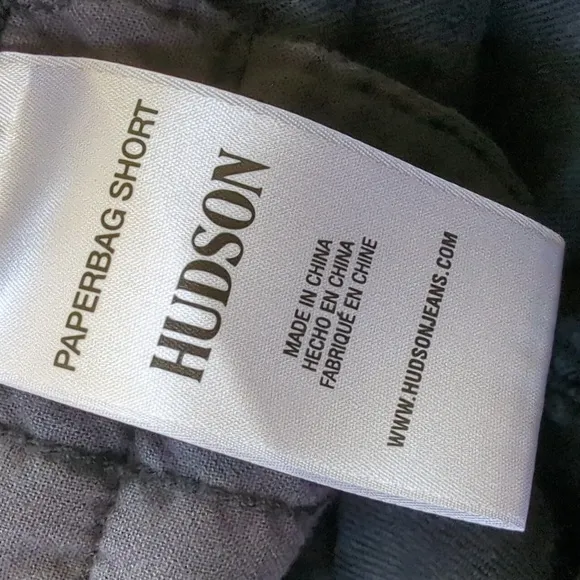 PAPERBAG SHORT
HUDSON
MADE IN CHINA
HECHO EN CHINA
FABRIQUÉ EN CHINE
WWW.HUDSONJEANS.COM